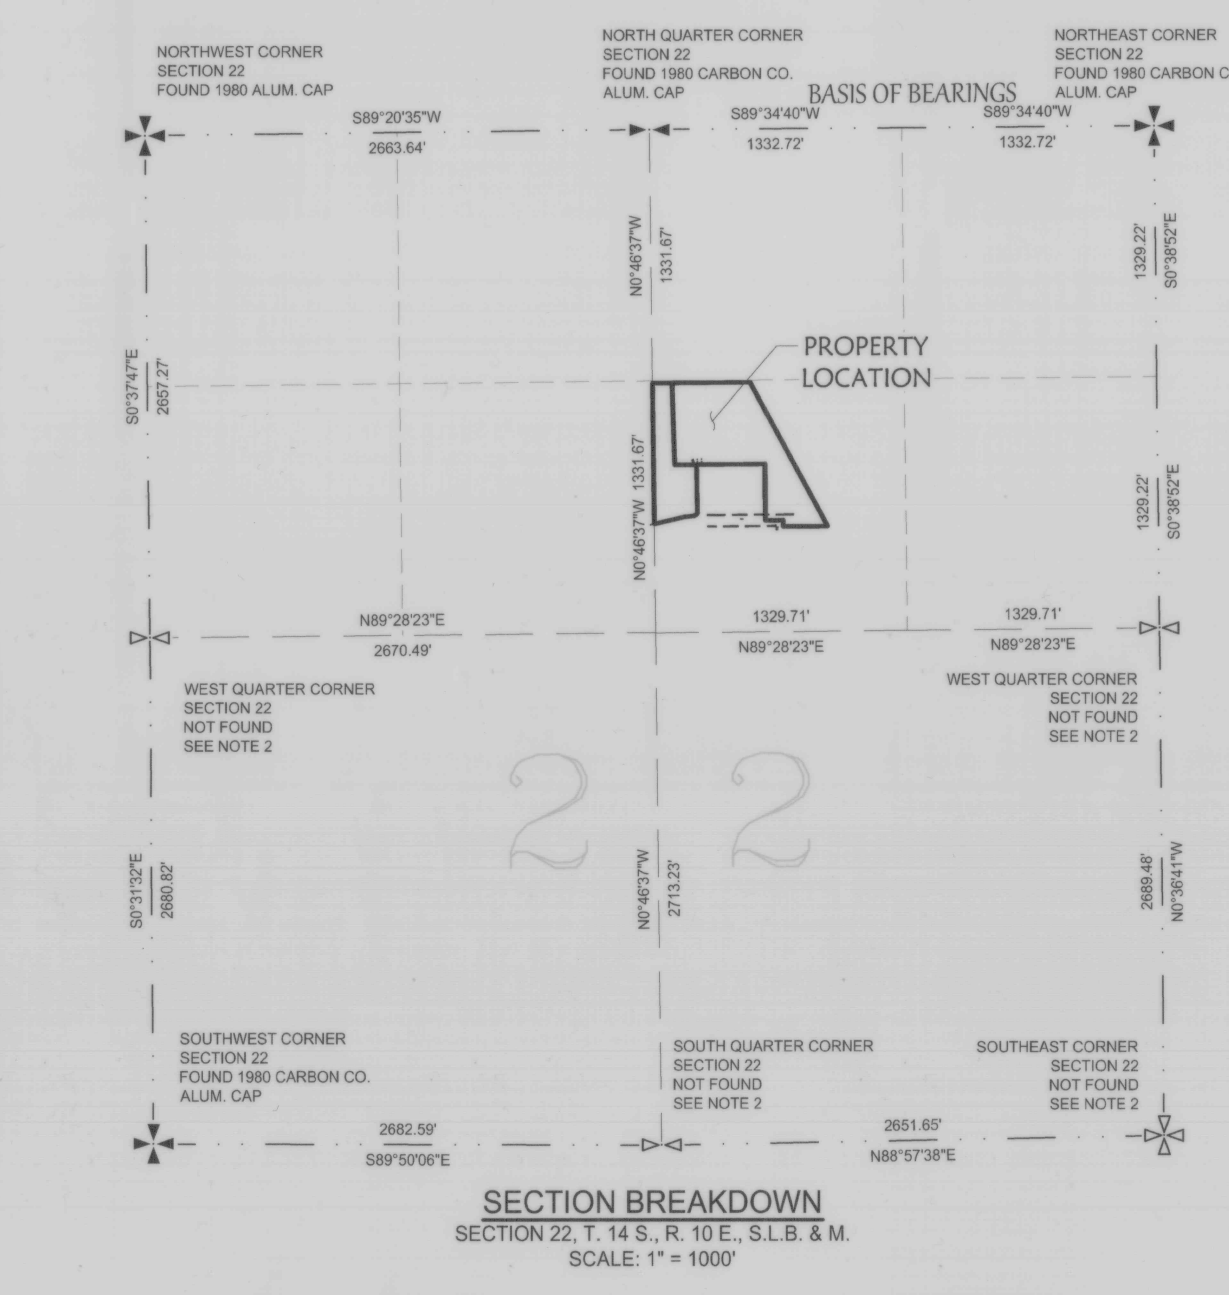 NORTHWEST CORNER
SECTION 22
FOUND 1980 ALUM. CAP
NORTH QUARTER CORNER
SECTION 22
FOUND 1980 CARBON CO.
ALUM. CAP
NORTHEAST CORNER
SECTION 22
FOUND 1980 CARBON C
ALUM. CAP
BASIS OF BEARINGS
S89°20'35"W
2663.64'
S89°34'40"W
1332.72'
S89°34'40"W
1332.72'
N0°46'37"W
1331.67'
1329.22'
S0°38'52"E
PROPERTY
LOCATION
S0°37'47"E
2657.27'
N0°46'37"W 1331.67'
1329.22'
S0°38'52"E
N89°28'23"E
2670.49'
1329.71'
N89°28'23"E
1329.71'
N89°28'23"E
WEST QUARTER CORNER
SECTION 22
NOT FOUND
SEE NOTE 2
WEST QUARTER CORNER
SECTION 22
NOT FOUND
SEE NOTE 2
22
S0°31'32"E
2680.82'
N0°46'37"W
2713.23'
2689.48'
N0°36'41"W
SOUTHWEST CORNER
SECTION 22
FOUND 1980 CARBON CO.
ALUM. CAP
SOUTH QUARTER CORNER
SECTION 22
NOT FOUND
SEE NOTE 2
SOUTHEAST CORNER
SECTION 22
NOT FOUND
SEE NOTE 2
2682.59'
S89°50'06"E
2651.65'
N88°57'38"E
SECTION BREAKDOWN
SECTION 22, T. 14 S., R. 10 E., S.L.B. & M.
SCALE: 1" = 1000'